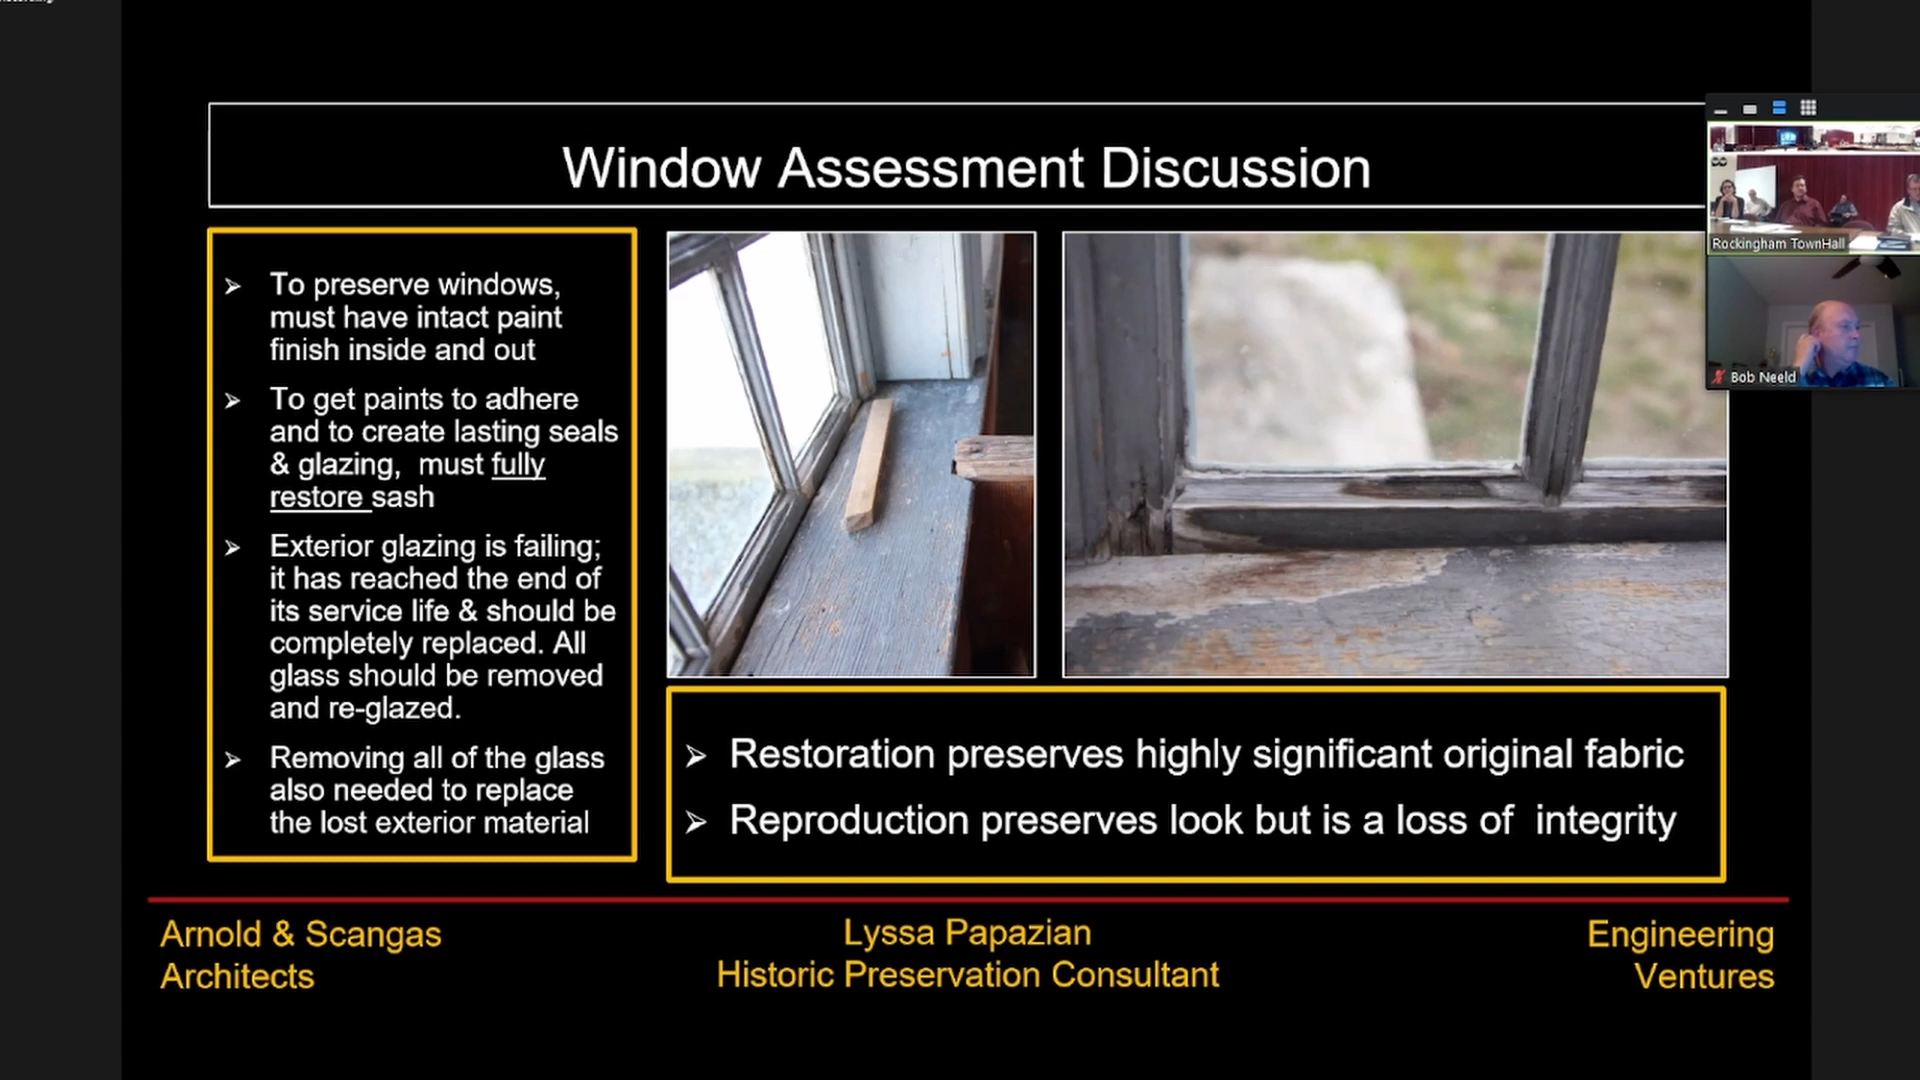 Window Assessment Discussion
➢ To preserve windows,
must have intact paint
finish inside and out
➢ To get paints to adhere
and to create lasting seals
& glazing, must fully
restore sash
➢ Exterior glazing is failing;
it has reached the end of
its service life & should be
completely replaced. All
glass should be removed
and re-glazed.
➢ Removing all of the glass
also needed to replace
the lost exterior material
➢ Restoration preserves highly significant original fabric
➢ Reproduction preserves look but is a loss of integrity
Arnold & Scangas
Architects
Lyssa Papazian
Historic Preservation Consultant
Engineering
Ventures
Rockingham TownHall
Bob Neeld